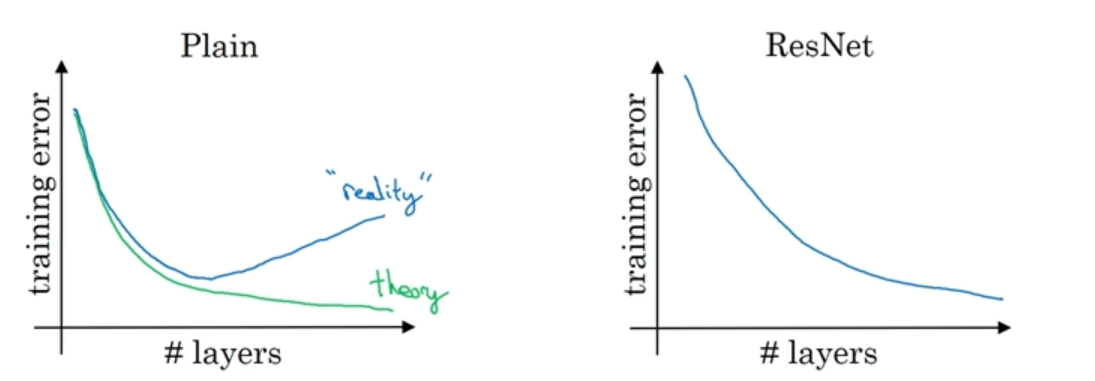 Plain
training error
"reality"
theory
# layers
ResNet
training error
# layers